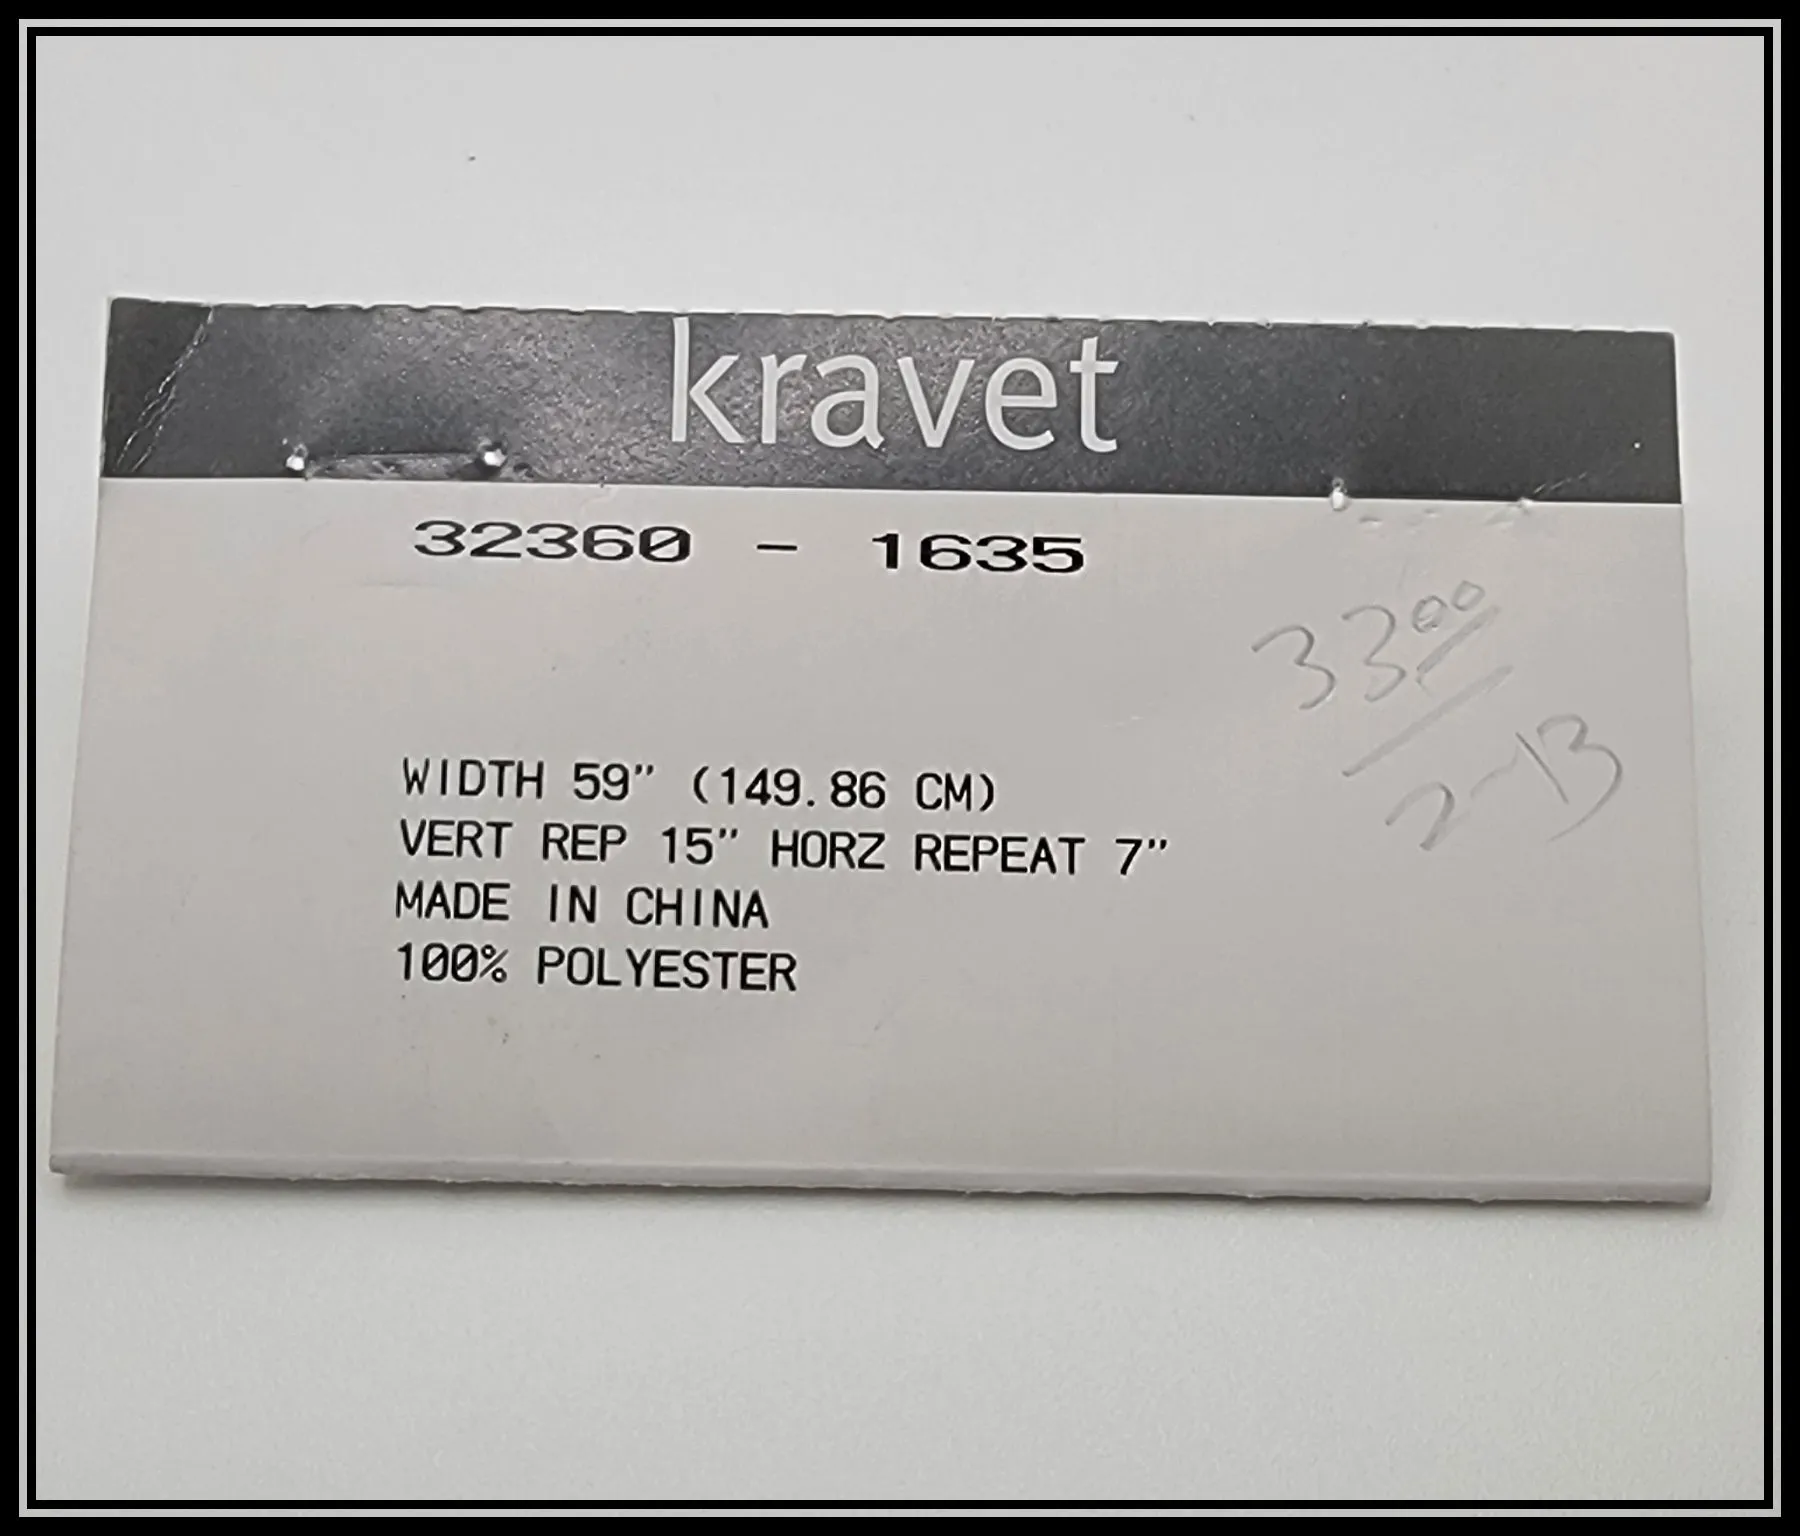 kravet
32360 - 1635
33.00
2-13
WIDTH 59" (149.86 CM)
VERT REP 15" HORZ REPEAT 7"
MADE IN CHINA
100% POLYESTER